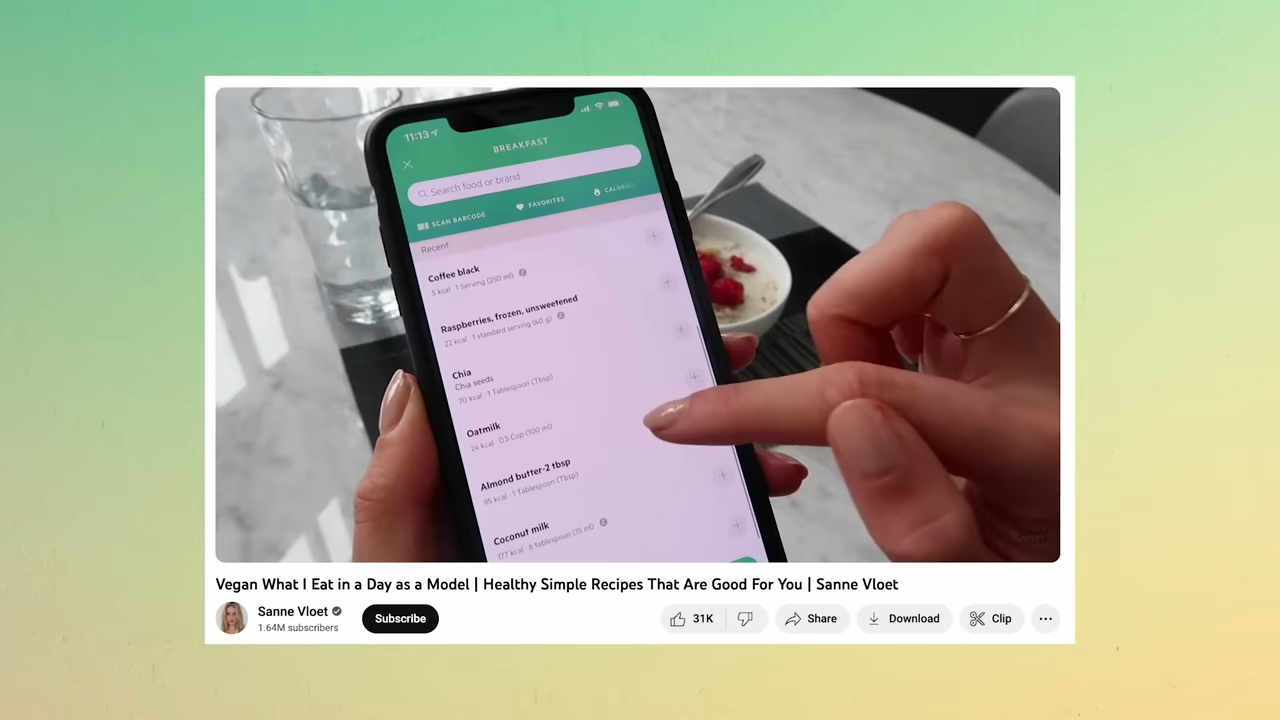 11:13
BREAKFAST
Search food or brand
SCAN BARCODE
FAVORITES
CALORIES
Recent
Coffee black
5 kcal 1 Serving (250 ml)
Raspberries, frozen, unsweetened
22 kcal 1 standard serving (40 g)
Chia
Chia seeds
70 kcal 1 Tablespoon (Tbsp)
Oatmilk
24 kcal 0.5 Cup (100 ml)
Almond butter-2 tbsp
95 kcal 1 Tablespoon (Tbsp)
Coconut milk
177 kcal 6 tablespoon (15 ml)
Vegan What I Eat in a Day as a Model | Healthy Simple Recipes That Are Good For You | Sanne Vloet
Sanne Vloet
1.64M subscribers
Subscribe
31K
Share
Download
Clip